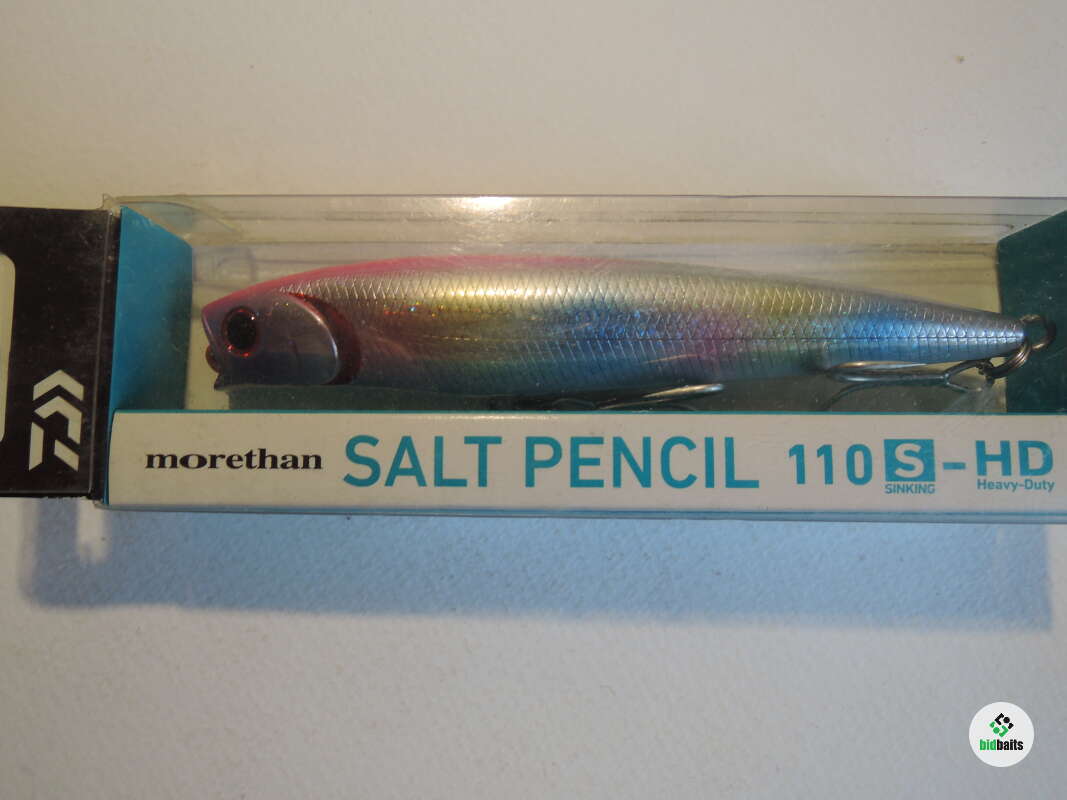 morethan SALT PENCIL 110 S-HD
SINKING Heavy-Duty
bidbaits